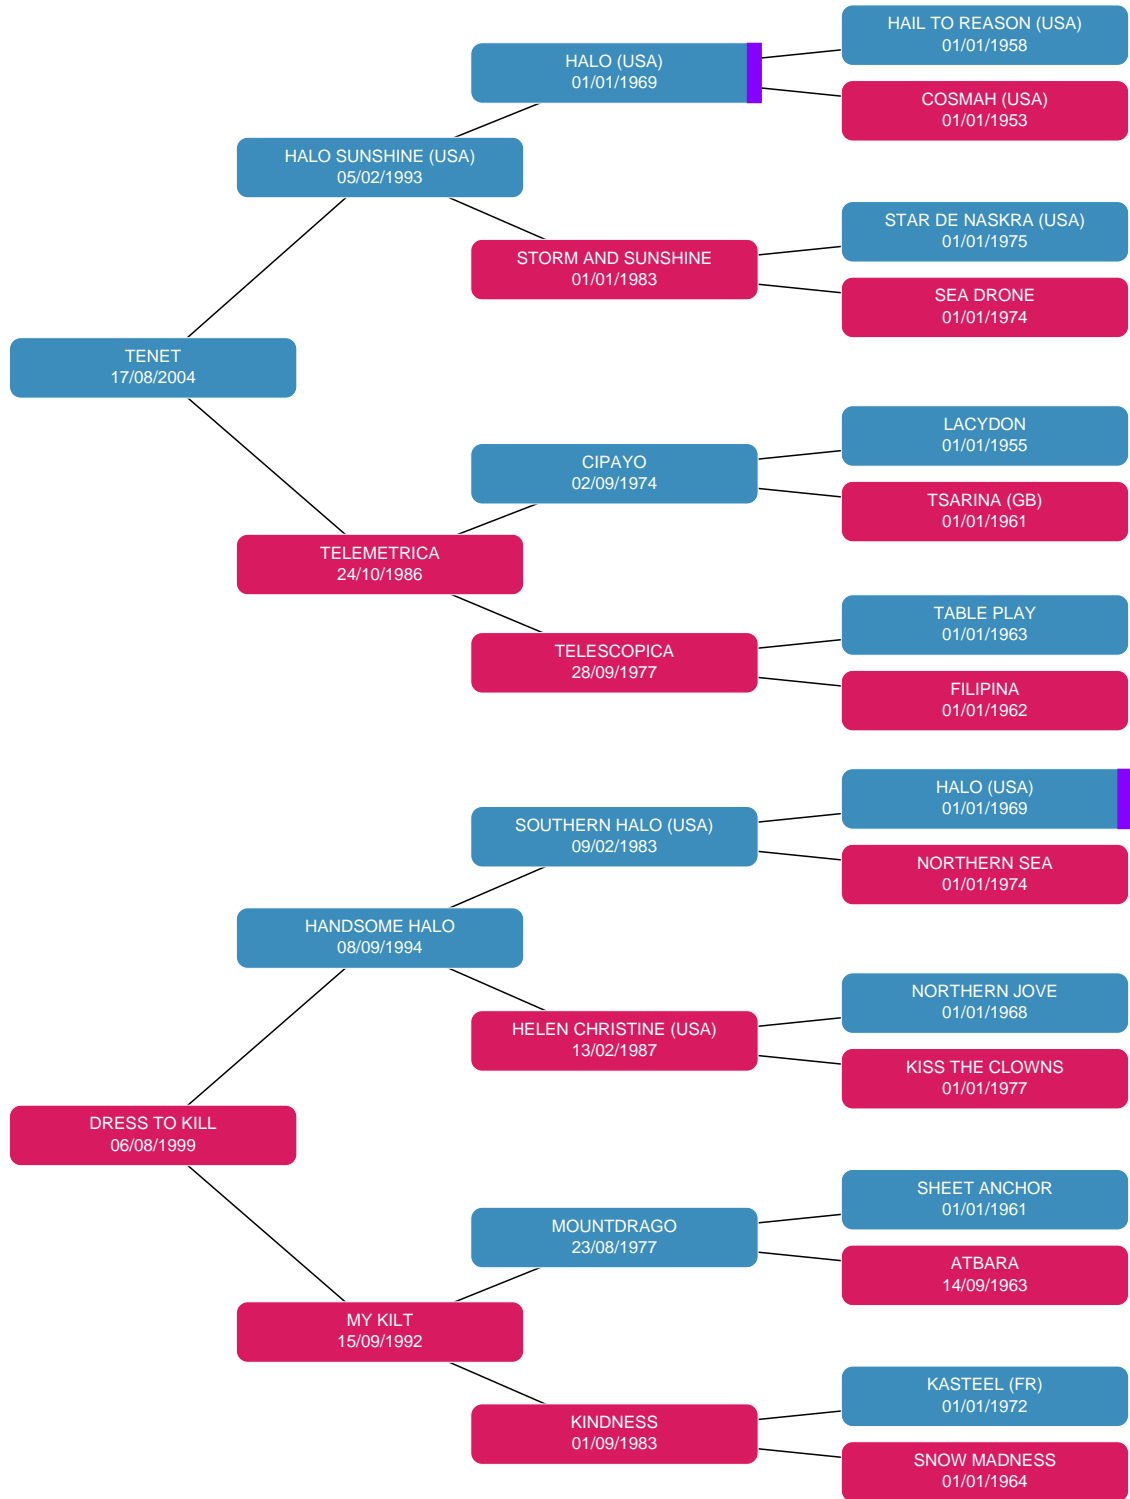 HAIL TO REASON (USA)
01/01/1958
HALO (USA)
01/01/1969
COSMAH (USA)
01/01/1953
HALO SUNSHINE (USA)
05/02/1993
STAR DE NASKRA (USA)
01/01/1975
STORM AND SUNSHINE
01/01/1983
SEA DRONE
01/01/1974
TENET
17/08/2004
LACYDON
01/01/1955
CIPAYO
02/09/1974
TSARINA (GB)
01/01/1961
TELEMETRICA
24/10/1986
TABLE PLAY
01/01/1963
TELESCOPICA
28/09/1977
FILIPINA
01/01/1962
HALO (USA)
01/01/1969
SOUTHERN HALO (USA)
09/02/1983
NORTHERN SEA
01/01/1974
HANDSOME HALO
08/09/1994
NORTHERN JOVE
01/01/1968
HELEN CHRISTINE (USA)
13/02/1987
KISS THE CLOWNS
01/01/1977
DRESS TO KILL
06/08/1999
SHEET ANCHOR
01/01/1961
MOUNTDRAGO
23/08/1977
ATBARA
14/09/1963
MY KILT
15/09/1992
KASTEEL (FR)
01/01/1972
KINDNESS
01/09/1983
SNOW MADNESS
01/01/1964